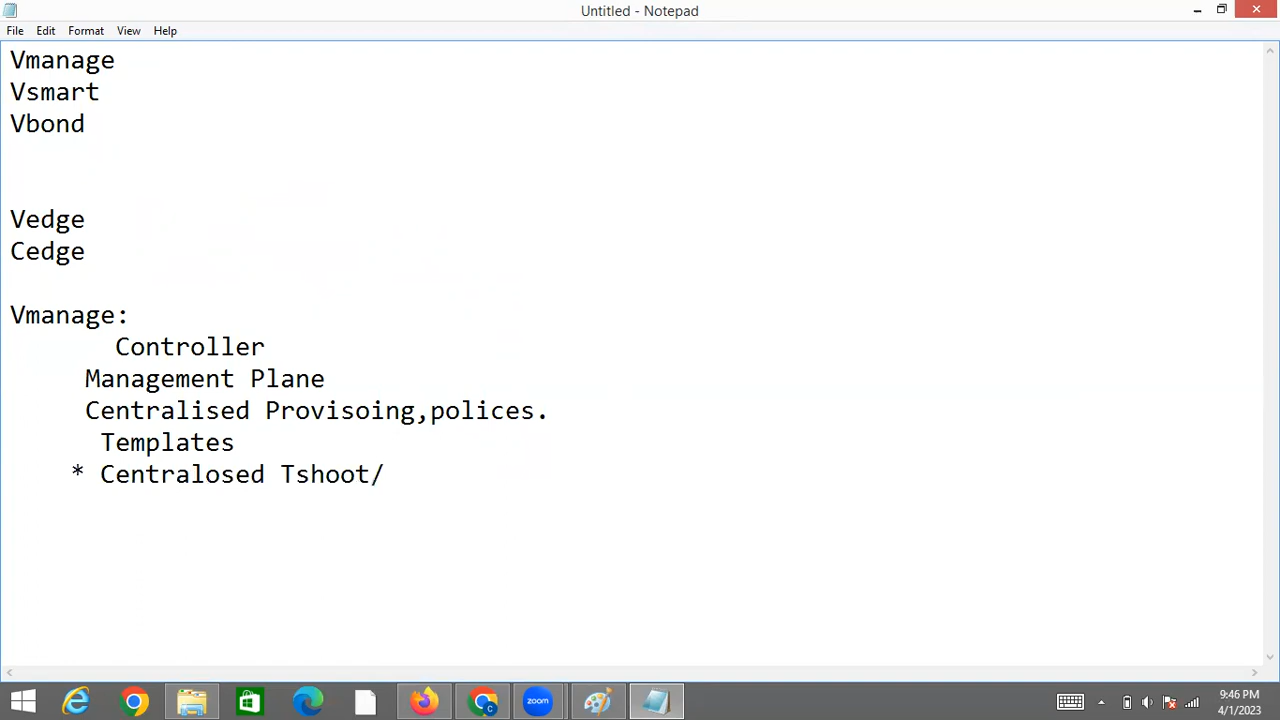 Untitled - Notepad
File Edit Format View Help
Vmanage
Vsmart
Vbond
Vedge
Cedge
Vmanage:
Controller
Management Plane
Centralised Provisoing,polices.
Templates
* Centralosed Tshoot/
zoom
9:46 PM
4/1/2023